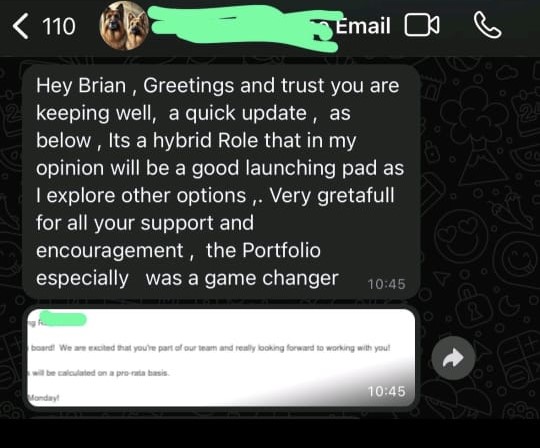 110
Email
Hey Brian , Greetings and trust you are
keeping well,  a quick update ,  as
below , Its a hybrid Role that in my
opinion will be a good launching pad as
I explore other options ,. Very gretafull
for all your support and
encouragement ,  the Portfolio
especially  was a game changer
10:45
board! We are excited that you're part of our team and really looking forward to working with you!
will be calculated on a pro-rata basis.
Monday!
10:45